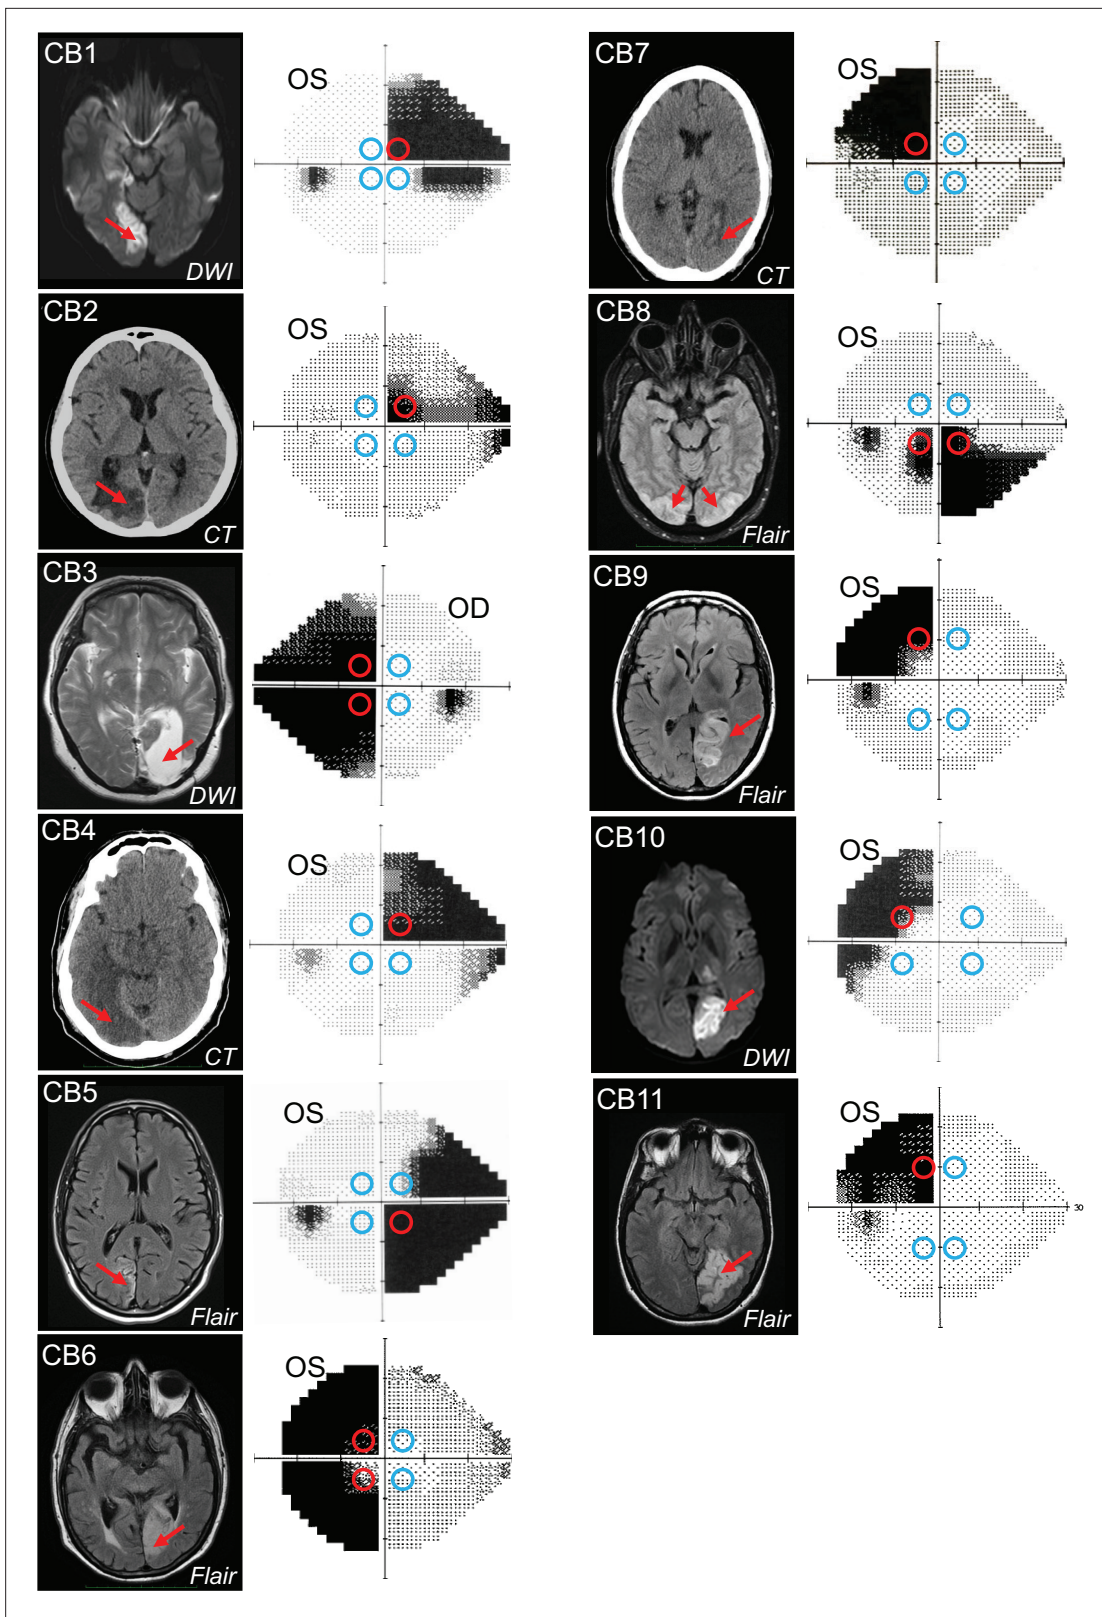 CB1
OS
DWI
CB2
OS
CT
CB3
OD
DWI
CB4
OS
CT
CB5
OS
Flair
CB6
OS
Flair
CB7
OS
CT
CB8
OS
Flair
CB9
OS
Flair
CB10
OS
DWI
CB11
OS
30
Flair